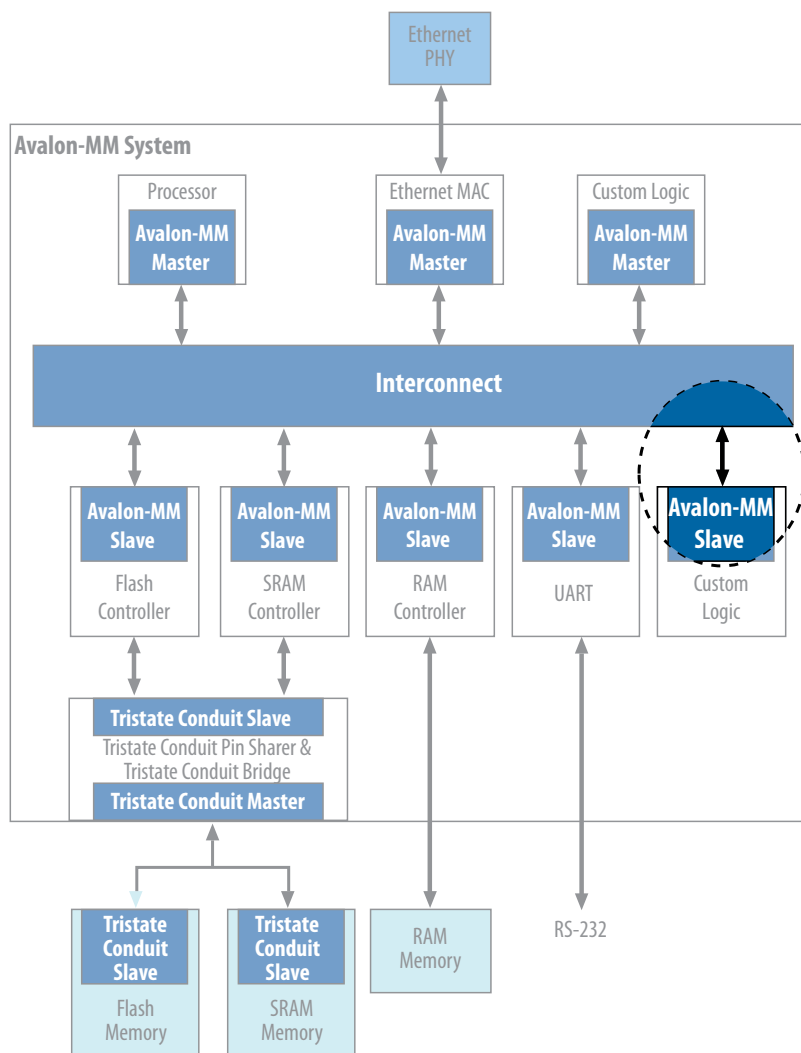 Ethernet
PHY
Avalon-MM System
Processor
Avalon-MM
Master
Ethernet MAC
Avalon-MM
Master
Custom Logic
Avalon-MM
Master
Interconnect
Avalon-MM
Slave
Flash
Controller
Avalon-MM
Slave
SRAM
Controller
Avalon-MM
Slave
RAM
Controller
Avalon-MM
Slave
UART
Avalon-MM
Slave
Custom
Logic
Tristate Conduit Slave
Tristate Conduit Pin Sharer &
Tristate Conduit Bridge
Tristate Conduit Master
Tristate
Conduit
Slave
Flash
Memory
Tristate
Conduit
Slave
SRAM
Memory
RAM
Memory
RS-232